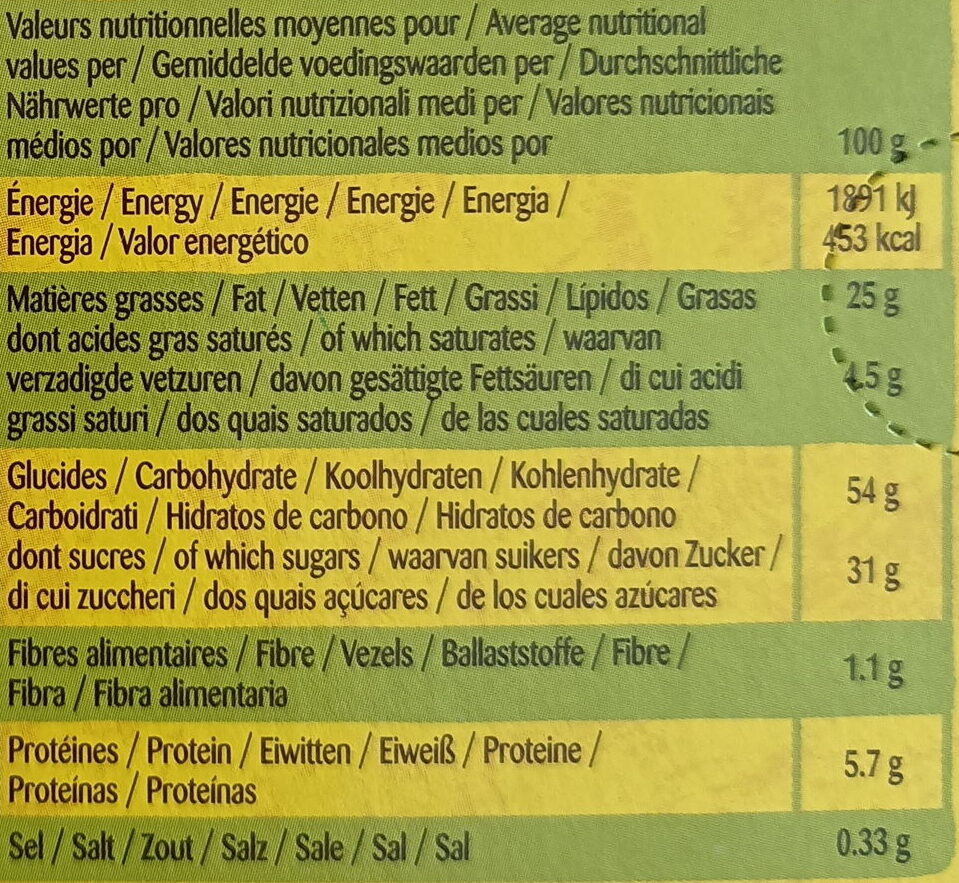 Valeurs nutritionnelles moyennes pour / Average nutritional
values per / Gemiddelde voedingswaarden per / Durchschnittliche
Nährwerte pro / Valori nutrizionali medi per / Valores nutricionais
médios por / Valores nutricionales medios por 100 g
Énergie / Energy / Energie / Energie / Energia / 1891 kJ
Energia / Valor energético 453 kcal
Matières grasses / Fat / Vetten / Fett / Grassi / Lípidos / Grasas 25 g
dont acides gras saturés / of which saturates / waarvan
verzadigde vetzuren / davon gesättigte Fettsäuren / di cui acidi 4.5 g
grassi saturi / dos quais saturados / de las cuales saturadas
Glucides / Carbohydrate / Koolhydraten / Kohlenhydrate / 54 g
Carboidrati / Hidratos de carbono / Hidratos de carbono
dont sucres / of which sugars / waarvan suikers / davon Zucker / 31 g
di cui zuccheri / dos quais açúcares / de los cuales azúcares
Fibres alimentaires / Fibre / Vezels / Ballaststoffe / Fibre / 1.1 g
Fibra / Fibra alimentaria
Protéines / Protein / Eiwitten / Eiweiß / Proteine / 5.7 g
Proteínas / Proteínas
Sel / Salt / Zout / Salz / Sale / Sal / Sal 0.33 g